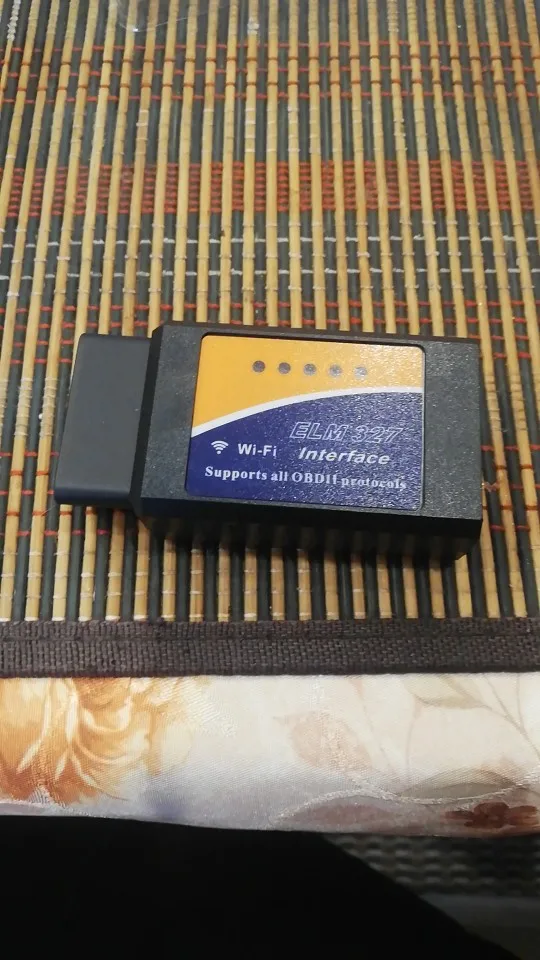 ELM 327
Wi-Fi Interface
Supports all OBDII protocols